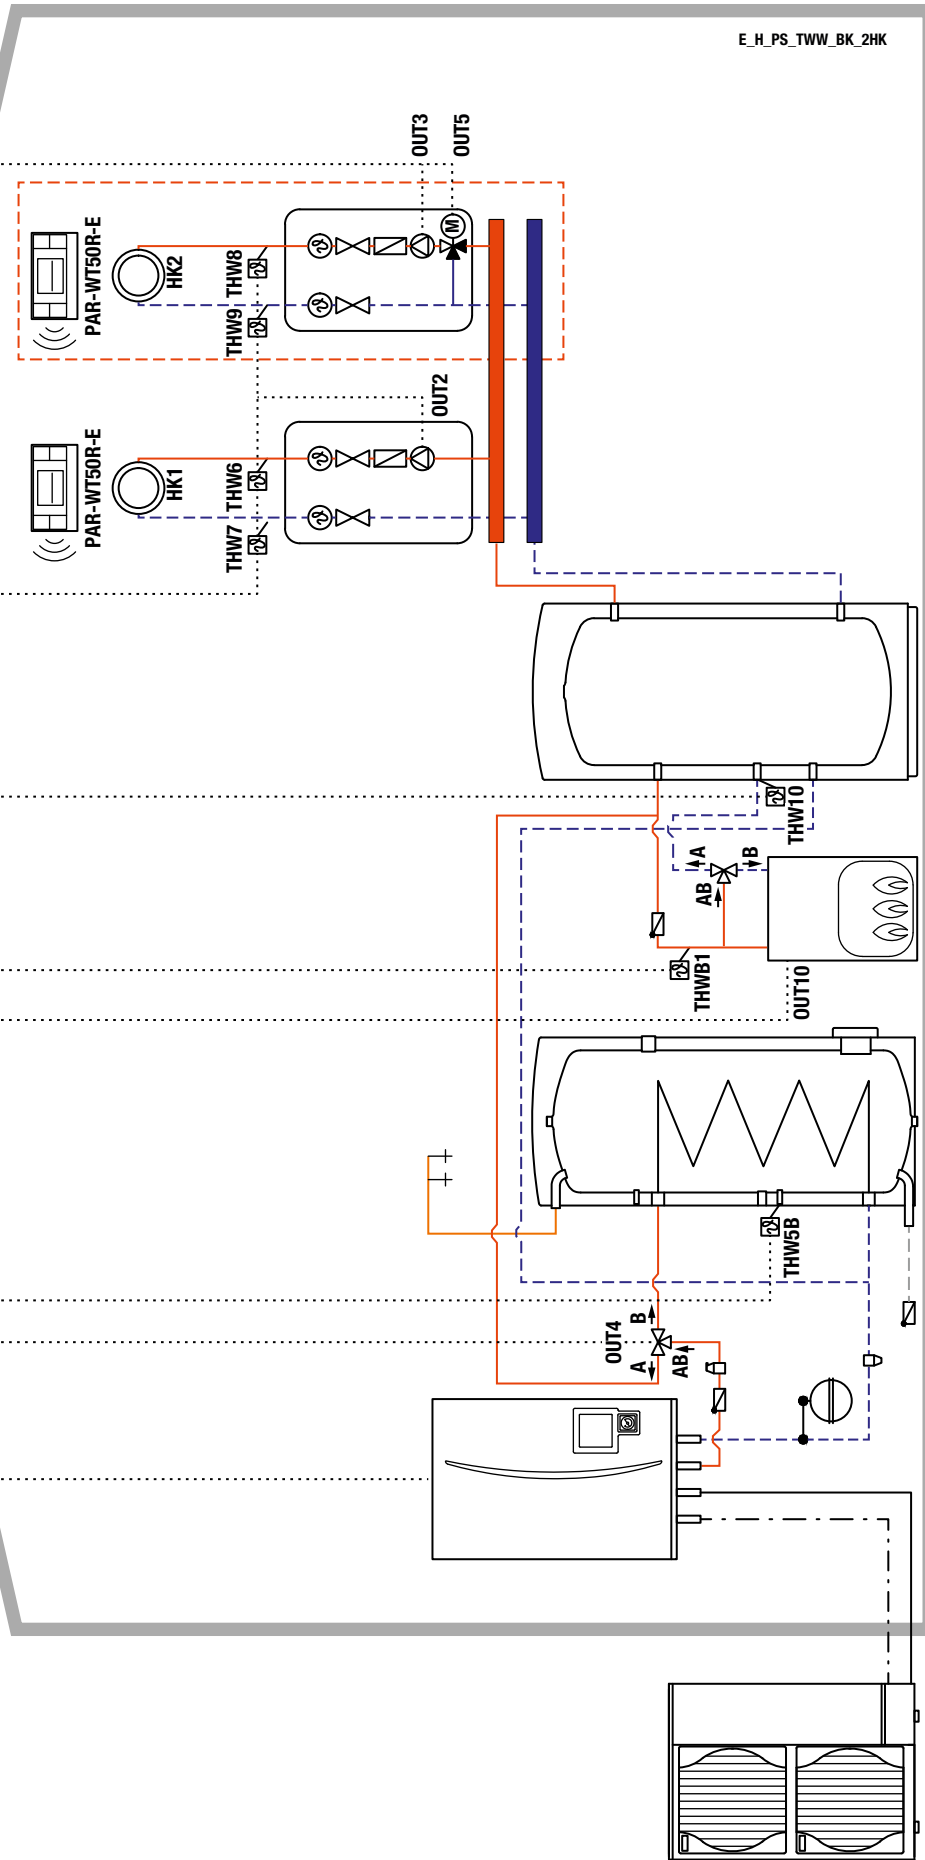 E_H_PS_TWW_BK_2HK
OUT3
OUT5
PAR-WT50R-E
HK2
THW8
THW9
M
PAR-WT50R-E
HK1
THW6
THW7
OUT2
THW10
A
B
AB
THWB1
OUT10
THW5B
OUT4
B
A
AB